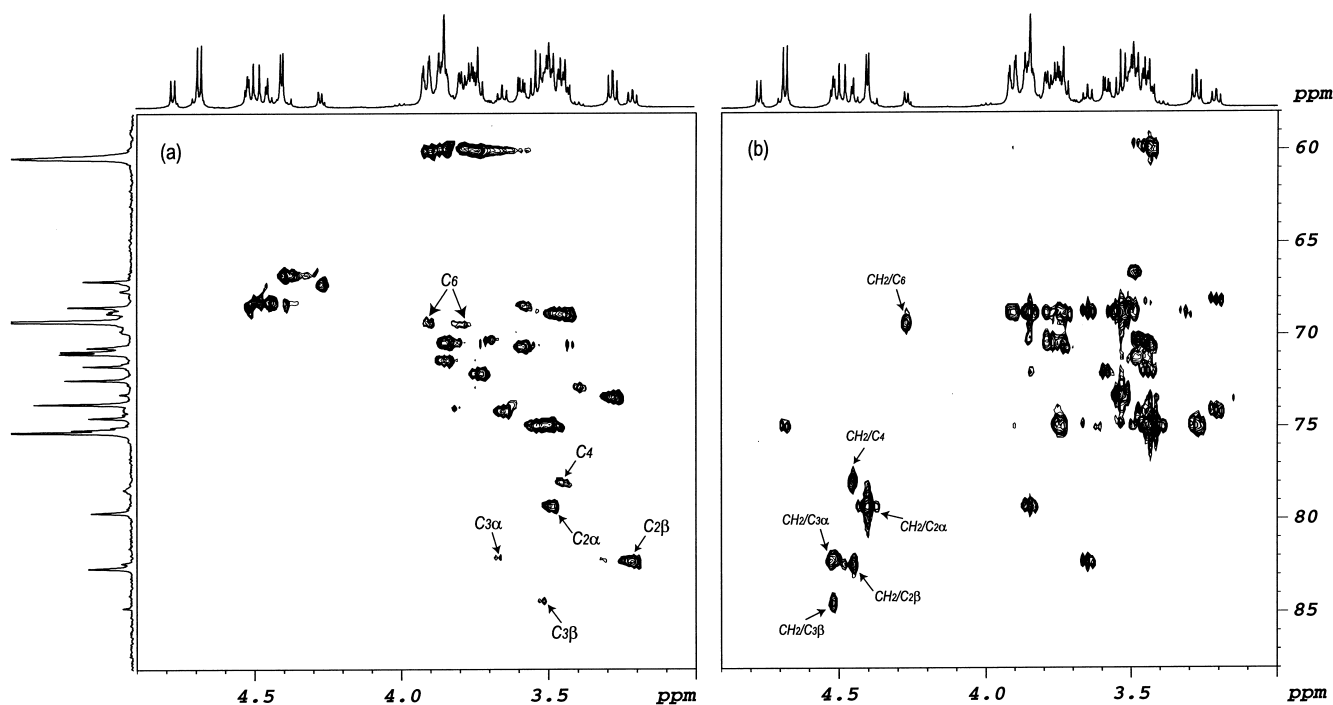 ppm
(a)
(b)
60
65
70
75
80
85
C6
C4
C3α
C2α
C2β
C3β
CH2/C6
CH2/C4
CH2/C3α
CH2/C2α
CH2/C2β
CH2/C3β
4.5 4.0 3.5 ppm
4.5 4.0 3.5 ppm